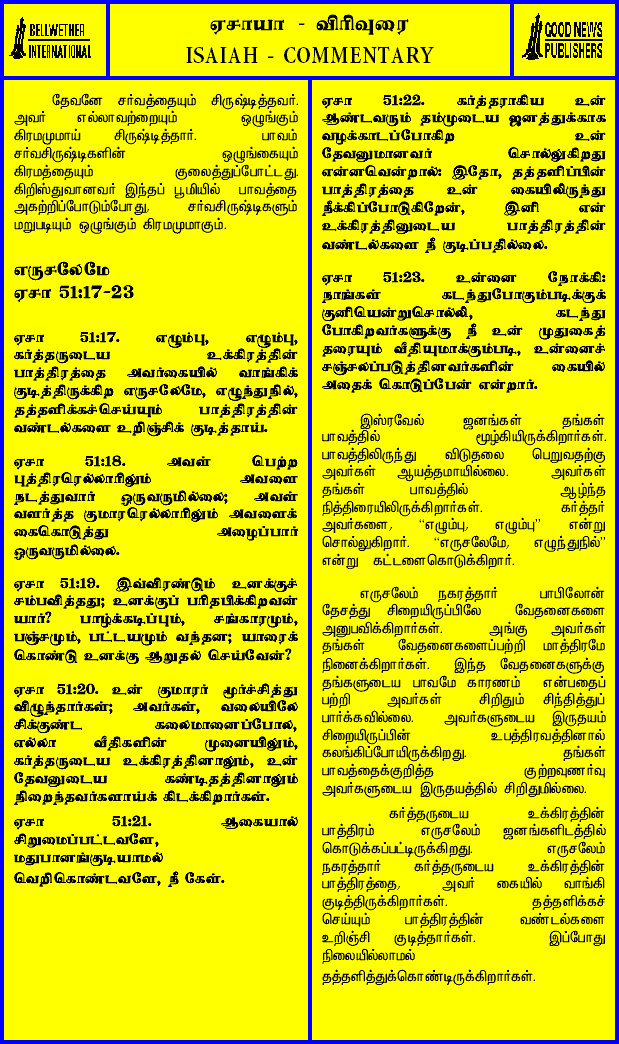 BELLWETHER
INTERNATIONAL
ஏசாயா - விரிவுரை
ISAIAH - COMMENTARY
GOOD NEWS
PUBLISHERS
தேவனே சர்வத்தையும் சிருஷ்டித்தவர்.
அவர் எல்லாவற்றையும் ஒழுங்கும்
கிரமமுமாய் சிருஷ்டித்தார். பாவம்
சர்வசிருஷ்டிகளின் ஒழுங்கையும்
கிரமத்தையும் குலைத்துப்போட்டது.
கிறிஸ்துவானவர் இந்தப் பூமியில் பாவத்தை
அகற்றிப்போடும்போது, சர்வசிருஷ்டிகளும்
மறுபடியும் ஒழுங்கும் கிரமமுமாகும்.
எருசலேமே
ஏசா 51:17-23
ஏசா 51:17. எழும்பு, எழும்பு,
கர்த்தருடைய உக்கிரத்தின்
பாத்திரத்தை அவர்கையில் வாங்கிக்
குடித்திருக்கிற எருசலேமே, எழுந்துநில்,
தத்தளிக்கச்செய்யும் பாத்திரத்தின்
வண்டல்களை உறிஞ்சிக் குடித்தாய்.
ஏசா 51:18. அவள் பெற்ற
புத்திரரெல்லாரிலும் அவளை
நடத்துவார் ஒருவருமில்லை; அவள்
வளர்த்த குமாரரெல்லாரிலும் அவளைக்
கைகொடுத்து அழைப்பார்
ஒருவருமில்லை.
ஏசா 51:19. இவ்விரண்டும் உனக்குச்
சம்பவித்தது; உனக்குப் பரிதபிக்கிறவன்
யார்? பாழ்க்கடிப்பும், சங்காரமும்,
பஞ்சமும், பட்டயமும் வந்தன; யாரைக்
கொண்டு உனக்கு ஆறுதல் செய்வேன்?
ஏசா 51:20. உன் குமாரர் மூர்ச்சித்து
விழுந்தார்கள்; அவர்கள், வலையிலே
சிக்குண்ட கலைமானைப்போல,
எல்லா வீதிகளின் முனையிலும்,
கர்த்தருடைய உக்கிரத்தினாலும், உன்
தேவனுடைய கண்டிதத்தினாலும்
நிறைந்தவர்களாய்க் கிடக்கிறார்கள்.
ஏசா 51:21. ஆகையால்
சிறுமைப்பட்டவளே,
மதுபானங்குடியாமல்
வெறிகொண்டவளே, நீ கேள்.
ஏசா 51:22. கர்த்தராகிய உன்
ஆண்டவரும் தம்முடைய ஜனத்துக்காக
வழக்காடப்போகிற உன்
தேவனுமானவர் சொல்லுகிறது
என்னவென்றால்: இதோ, தத்தளிப்பின்
பாத்திரத்தை உன் கையிலிருந்து
நீக்கிப்போடுகிறேன், இனி என்
உக்கிரத்தினுடைய பாத்திரத்தின்
வண்டல்களை நீ குடிப்பதில்லை.
ஏசா 51:23. உன்னை நோக்கி:
நாங்கள் கடந்துபோகும்படிக்குக்
குனியென்றுசொல்லி, கடந்து
போகிறவர்களுக்கு நீ உன் முதுகைத்
தரையும் வீதியுமாக்கும்படி, உன்னைச்
சஞ்சலப்படுத்தினவர்களின் கையில்
அதைக் கொடுப்பேன் என்றார்.
இஸ்ரவேல் ஜனங்கள் தங்கள்
பாவத்தில் மூழ்கியிருக்கிறார்கள்.
பாவத்திலிருந்து விடுதலை பெறுவதற்கு
அவர்கள் ஆயத்தமாயில்லை. அவர்கள்
தங்கள் பாவத்தில் ஆழ்ந்த
நித்திரையிலிருக்கிறார்கள். கர்த்தர்
அவர்களை, “எழும்பு, எழும்பு” என்று
சொல்லுகிறார். “எருசலேமே, எழுந்துநில்”
என்று கட்டளைகொடுக்கிறார்.
எருசலேம் நகரத்தார் பாபிலோன்
தேசத்து சிறையிருப்பிலே வேதனைகளை
அனுபவிக்கிறார்கள். அங்கு அவர்கள்
தங்கள் வேதனைகளைப்பற்றி மாத்திரமே
நினைக்கிறார்கள். இந்த வேதனைகளுக்கு
தங்களுடைய பாவமே காரணம் என்பதைப்
பற்றி அவர்கள் சிறிதும் சிந்தித்துப்
பார்க்கவில்லை. அவர்களுடைய இருதயம்
சிறையிருப்பின் உபத்திரவத்தினால்
கலங்கிப்போயிருக்கிறது. தங்கள்
பாவத்தைக்குறித்த குற்றவுணர்வு
அவர்களுடைய இருதயத்தில் சிறிதுமில்லை.
கர்த்தருடைய உக்கிரத்தின்
பாத்திரம் எருசலேம் ஜனங்களிடத்தில்
கொடுக்கப்பட்டிருக்கிறது. எருசலேம்
நகரத்தார் கர்த்தருடைய உக்கிரத்தின்
பாத்திரத்தை, அவர் கையில் வாங்கி
குடித்திருக்கிறார்கள். தத்தளிக்கச்
செய்யும் பாத்திரத்தின் வண்டல்களை
உறிஞ்சி குடித்தார்கள். இப்போது
நிலையில்லாமல்
தத்தளித்துக்கொண்டிருக்கிறார்கள்.